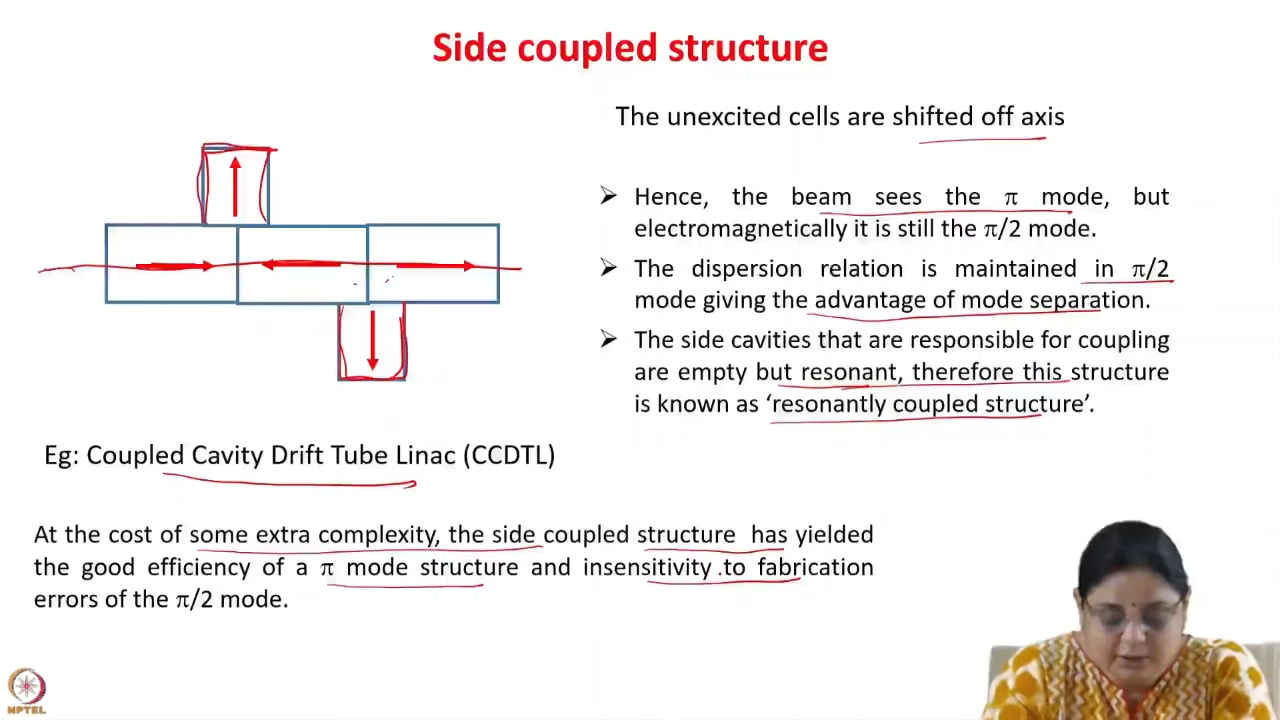 Side coupled structure
The unexcited cells are shifted off axis
➢ Hence, the beam sees the π mode, but
electromagnetically it is still the π/2 mode.
➢ The dispersion relation is maintained in π/2
mode giving the advantage of mode separation.
➢ The side cavities that are responsible for coupling
are empty but resonant, therefore this structure
is known as ‘resonantly coupled structure’.
Eg: Coupled Cavity Drift Tube Linac (CCDTL)
At the cost of some extra complexity, the side coupled structure has yielded
the good efficiency of a π mode structure and insensitivity .to fabrication
errors of the π/2 mode.
NPTEL